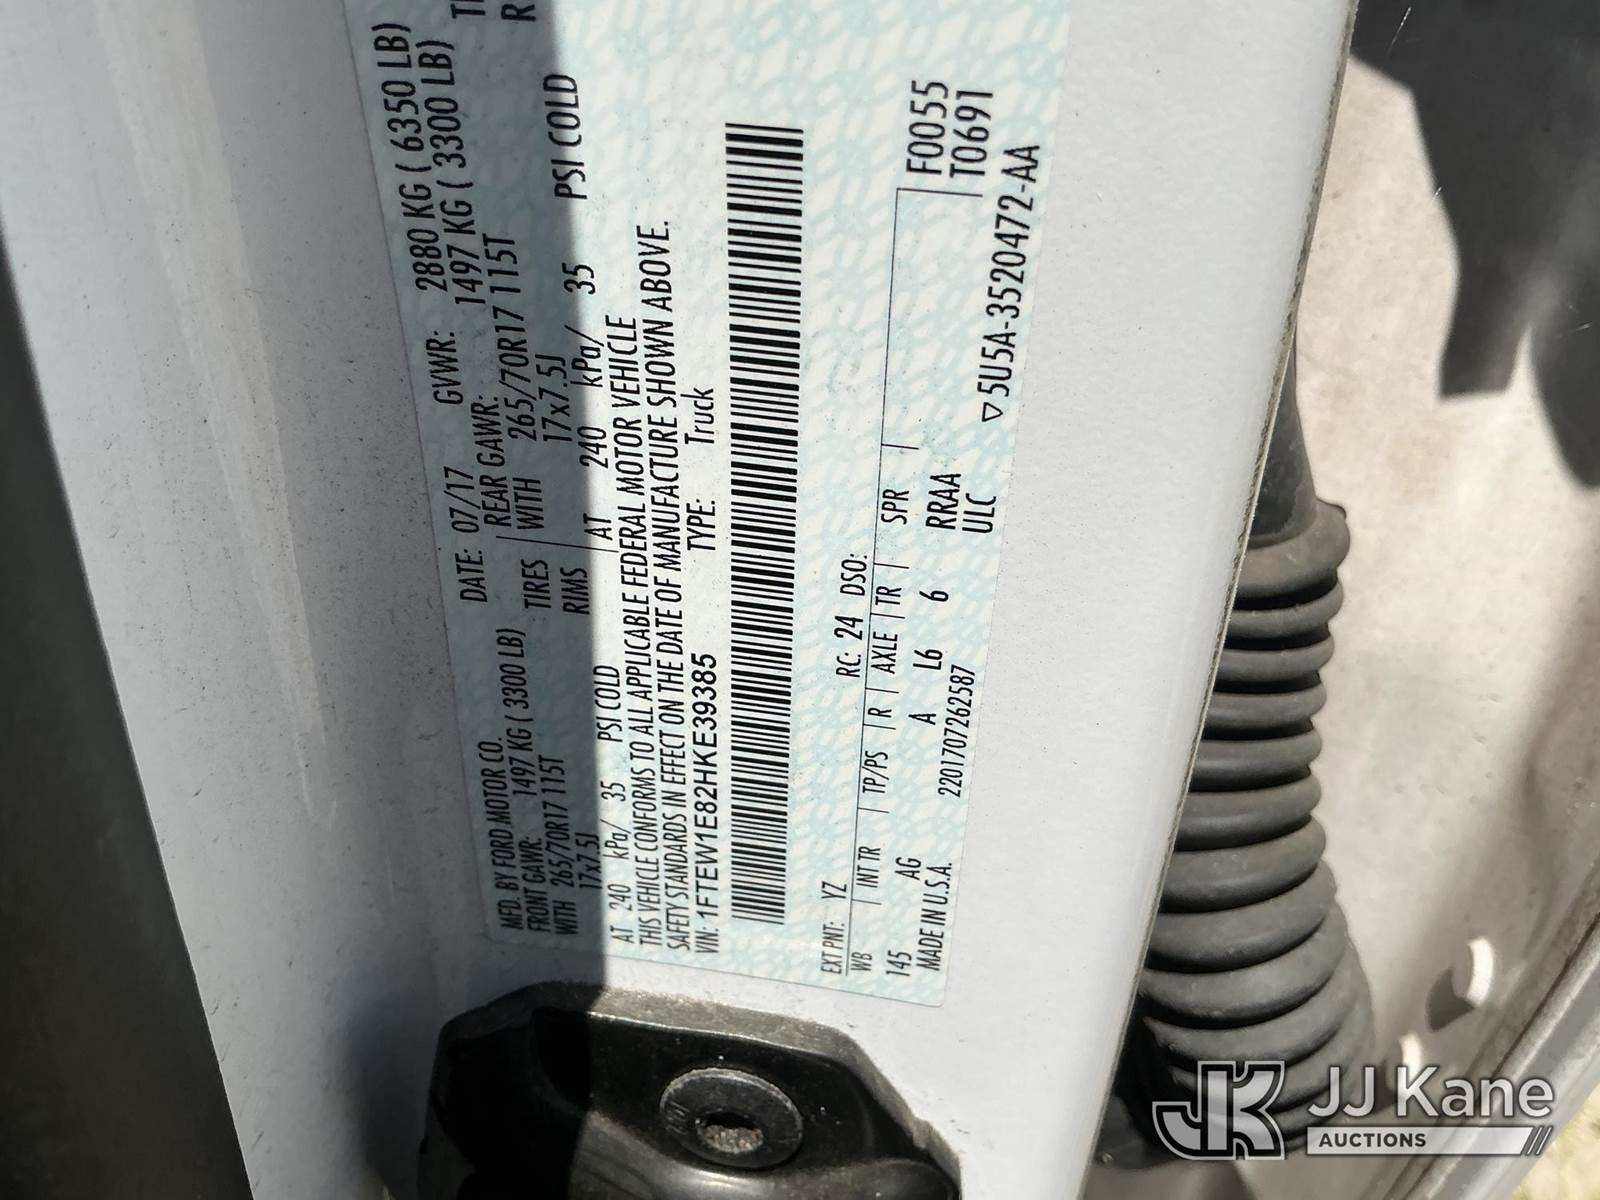 MFD. BY FORD MOTOR CO.
DATE: 07/17 GVWR: 2880 KG ( 6350 LB)
FRONT GAWR: 1497 KG ( 3300 LB) REAR GAWR: 1497 KG ( 3300 LB)
WITH 265/70R17 115T TIRES WITH 265/70R17 115T
17x7.5J RIMS 17x7.5J
AT 240 kPa/ 35 PSI COLD AT 240 kPa/ 35 PSI COLD
THIS VEHICLE CONFORMS TO ALL APPLICABLE FEDERAL MOTOR VEHICLE
SAFETY STANDARDS IN EFFECT ON THE DATE OF MANUFACTURE SHOWN ABOVE.
VIN: 1FTEW1E82HKE39385 TYPE: Truck
EXT PNT: YZ RC: 24 DSO: F0055
WB INT TR TP/PS R AXLE TR SPR T0691
145 AG A L6 6 RRAA
MADE IN U.S.A. 2201707262587 ULC
▽5U5A-3520472-AA
JJ Kane
AUCTIONS